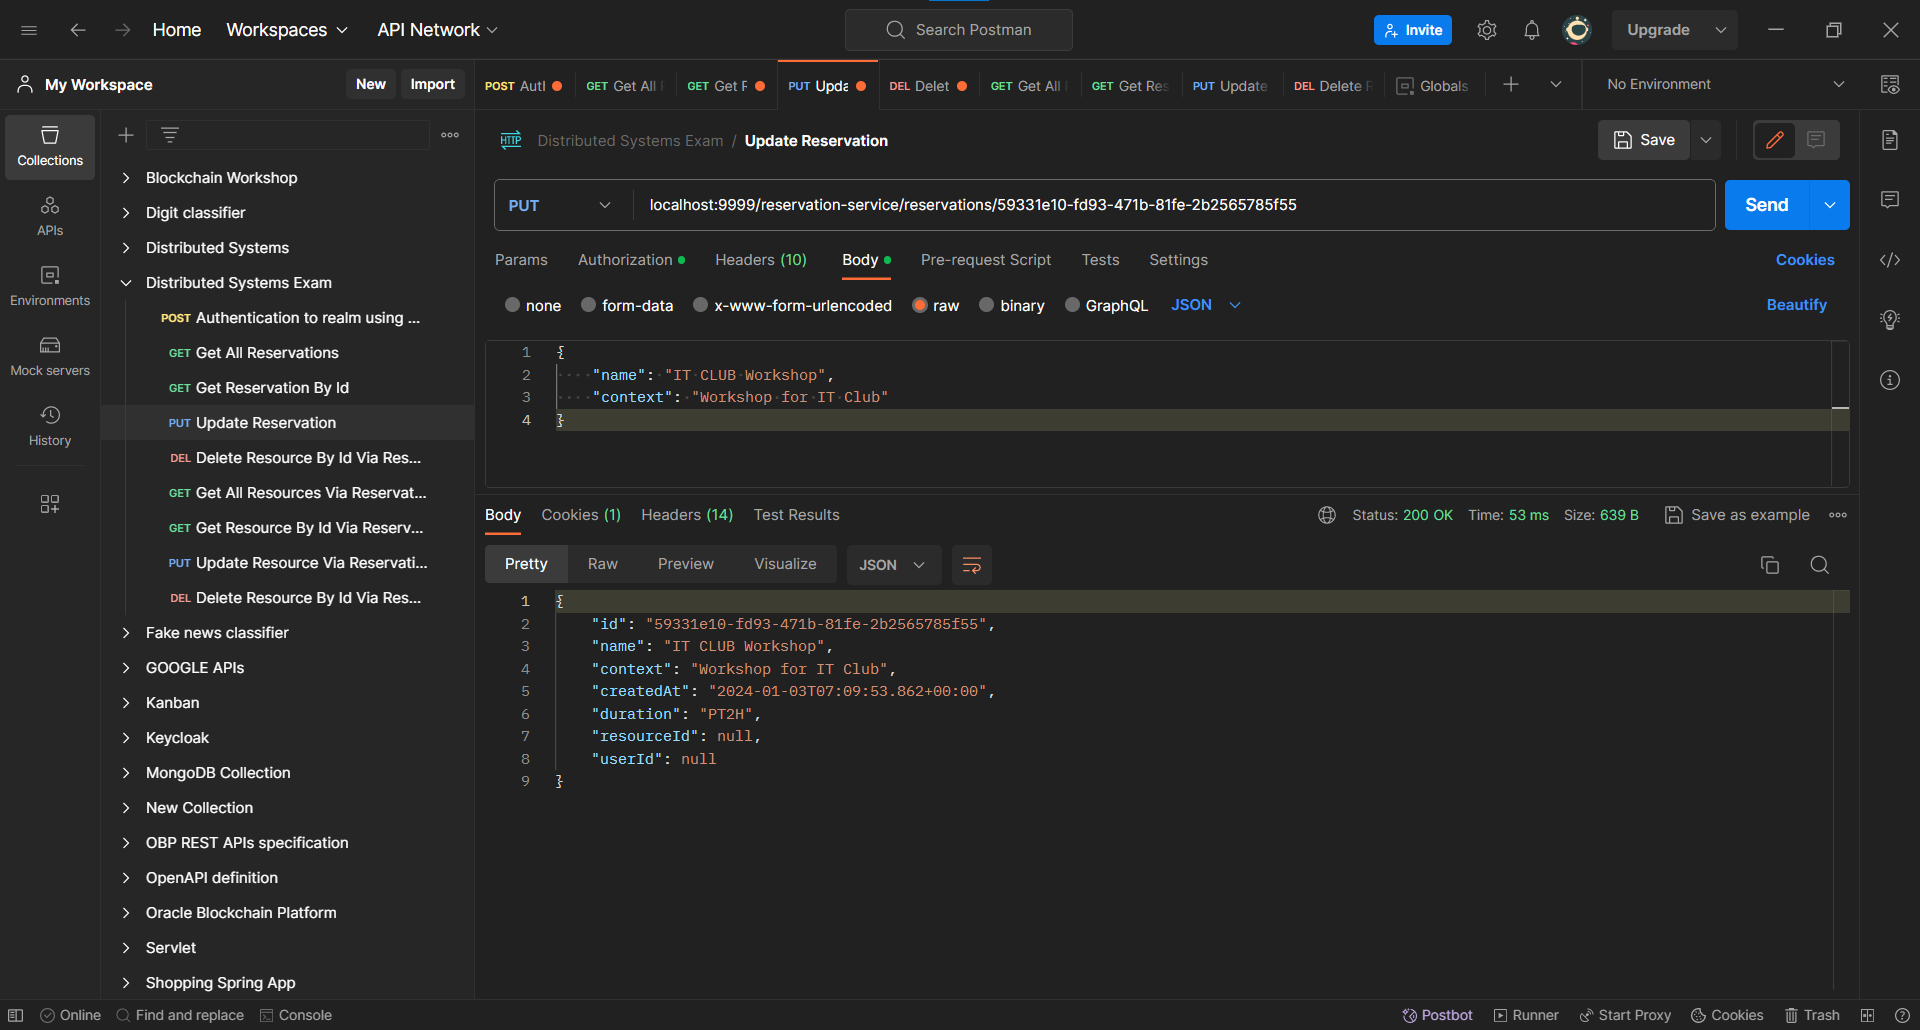 Home Workspaces API Network Search Postman Invite Upgrade
My Workspace New Import
POST Autl GET Get All GET Get F PUT Upda DEL Delet GET Get All GET Get Res PUT Update DEL Delete F Globals No Environment
Collections
APIs
Environments
Mock servers
History
Blockchain Workshop
Digit classifier
Distributed Systems
Distributed Systems Exam
POST Authentication to realm using ...
GET Get All Reservations
GET Get Reservation By Id
PUT Update Reservation
DEL Delete Resource By Id Via Res...
GET Get All Resources Via Reservat...
GET Get Resource By Id Via Reserv...
PUT Update Resource Via Reservati...
DEL Delete Resource By Id Via Res...
Fake news classifier
GOOGLE APIs
Kanban
Keycloak
MongoDB Collection
New Collection
OBP REST APIs specification
OpenAPI definition
Oracle Blockchain Platform
Servlet
Shopping Spring App
HTTP Distributed Systems Exam / Update Reservation Save
PUT localhost:9999/reservation-service/reservations/59331e10-fd93-471b-81fe-2b2565785f55 Send
Params Authorization Headers (10) Body Pre-request Script Tests Settings Cookies
none form-data x-www-form-urlencoded raw binary GraphQL JSON Beautify
1 {
2 "name": "IT CLUB Workshop",
3 "context": "Workshop for IT Club"
4 }
Body Cookies (1) Headers (14) Test Results Status: 200 OK Time: 53 ms Size: 639 B Save as example
Pretty Raw Preview Visualize JSON
1 {
2 "id": "59331e10-fd93-471b-81fe-2b2565785f55",
3 "name": "IT CLUB Workshop",
4 "context": "Workshop for IT Club",
5 "createdAt": "2024-01-03T07:09:53.862+00:00",
6 "duration": "PT2H",
7 "resourceId": null,
8 "userId": null
9 }
Online Find and replace Console Postbot Runner Start Proxy Cookies Trash